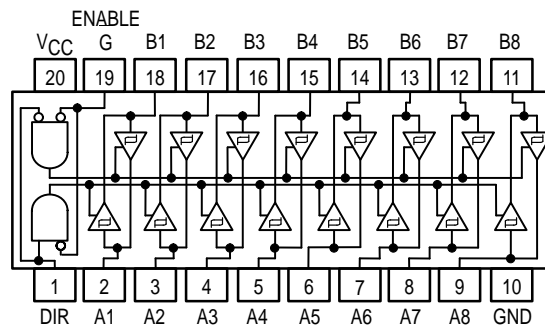 ENABLE
VCC G B1 B2 B3 B4 B5 B6 B7 B8
20 19 18 17 16 15 14 13 12 11
1 2 3 4 5 6 7 8 9 10
DIR A1 A2 A3 A4 A5 A6 A7 A8 GND